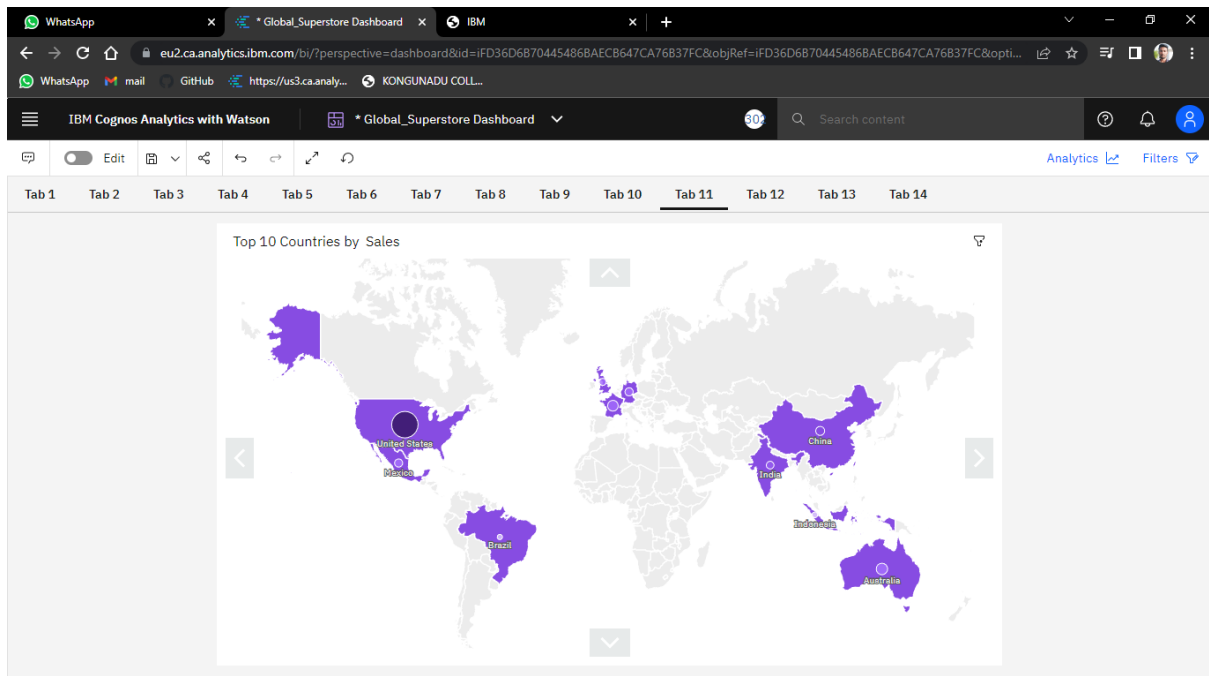 WhatsApp
* Global_Superstore Dashboard
IBM
eu2.ca.analytics.ibm.com/bi/?perspective=dashboard&id=iFD36D6B70445486BAECB647CA76B37FC&objRef=iFD36D6B70445486BAECB647CA76B37FC&opti...
WhatsApp
mail
GitHub
https://us3.ca.analy...
KONGUNADU COLL...
IBM Cognos Analytics with Watson
* Global_Superstore Dashboard
302
Search content
Edit
Analytics
Filters
Tab 1
Tab 2
Tab 3
Tab 4
Tab 5
Tab 6
Tab 7
Tab 8
Tab 9
Tab 10
Tab 11
Tab 12
Tab 13
Tab 14
Top 10 Countries by Sales
United States
Mexico
China
India
Indonesia
Brazil
Australia